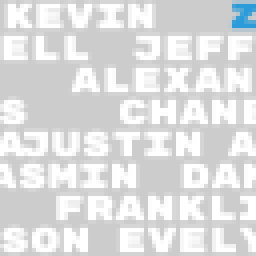 KEVIN
ELL JEFF
ALEXAN
S CHANE
AJUSTIN A
ASMIN DAN
FRANKLI
SON EVELY